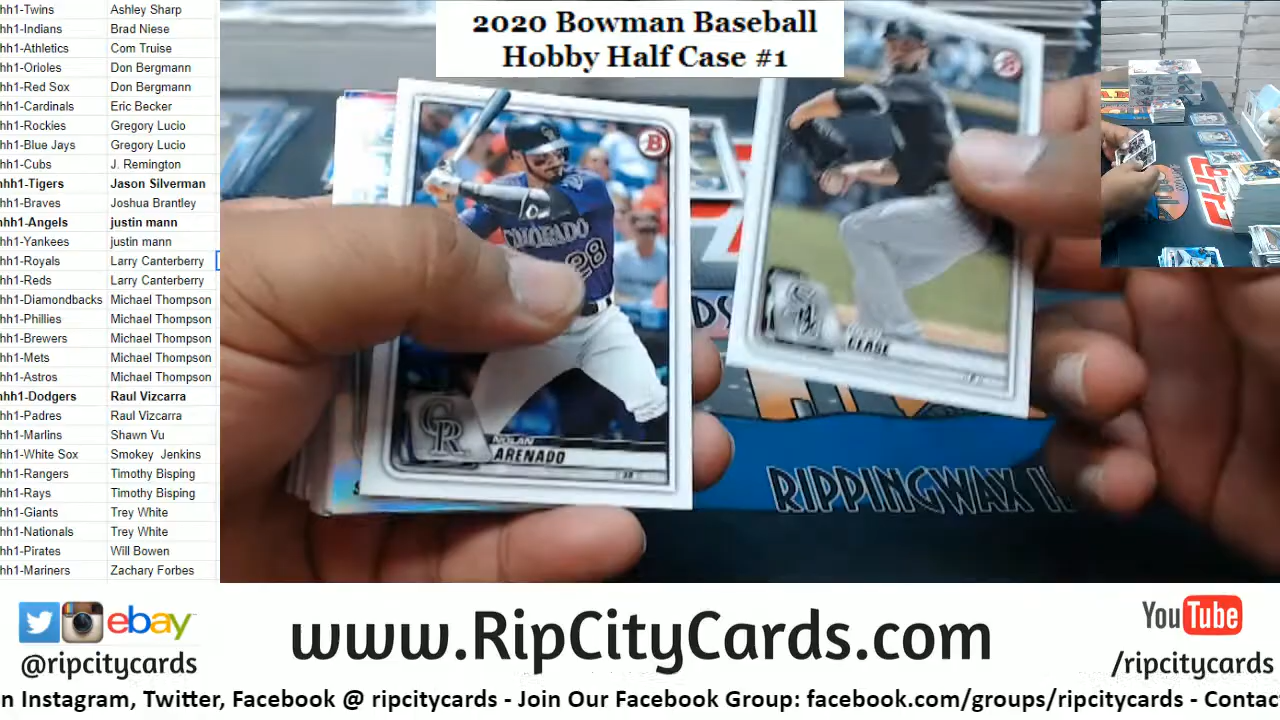 hh1-Twins Ashley Sharp
hh1-Indians Brad Niese
hh1-Athletics Com Truise
hh1-Orioles Don Bergmann
hh1-Red Sox Don Bergmann
hh1-Cardinals Eric Becker
hh1-Rockies Gregory Lucio
hh1-Blue Jays Gregory Lucio
hh1-Cubs J. Remington
hh1-Tigers Jason Silverman
hh1-Braves Joshua Brantley
hh1-Angels justin mann
hh1-Yankees justin mann
hh1-Royals Larry Canterberry
hh1-Reds Larry Canterberry
hh1-Diamondbacks Michael Thompson
hh1-Phillies Michael Thompson
hh1-Brewers Michael Thompson
hh1-Mets Michael Thompson
hh1-Astros Michael Thompson
hh1-Dodgers Raul Vizcarra
hh1-Padres Raul Vizcarra
hh1-Marlins Shawn Vu
hh1-White Sox Smokey Jenkins
hh1-Rangers Timothy Bisping
hh1-Rays Timothy Bisping
hh1-Giants Trey White
hh1-Nationals Trey White
hh1-Pirates Will Bowen
hh1-Mariners Zachary Forbes
2020 Bowman Baseball
Hobby Half Case #1
B
COLORADO
28
CR
NOLAN
ARENADO
CEASE
RIPPINGWAX
ebay
@ripcitycards
www.RipCityCards.com
YouTube
/ripcitycards
n Instagram, Twitter, Facebook @ ripcitycards - Join Our Facebook Group: facebook.com/groups/ripcitycards - Contac